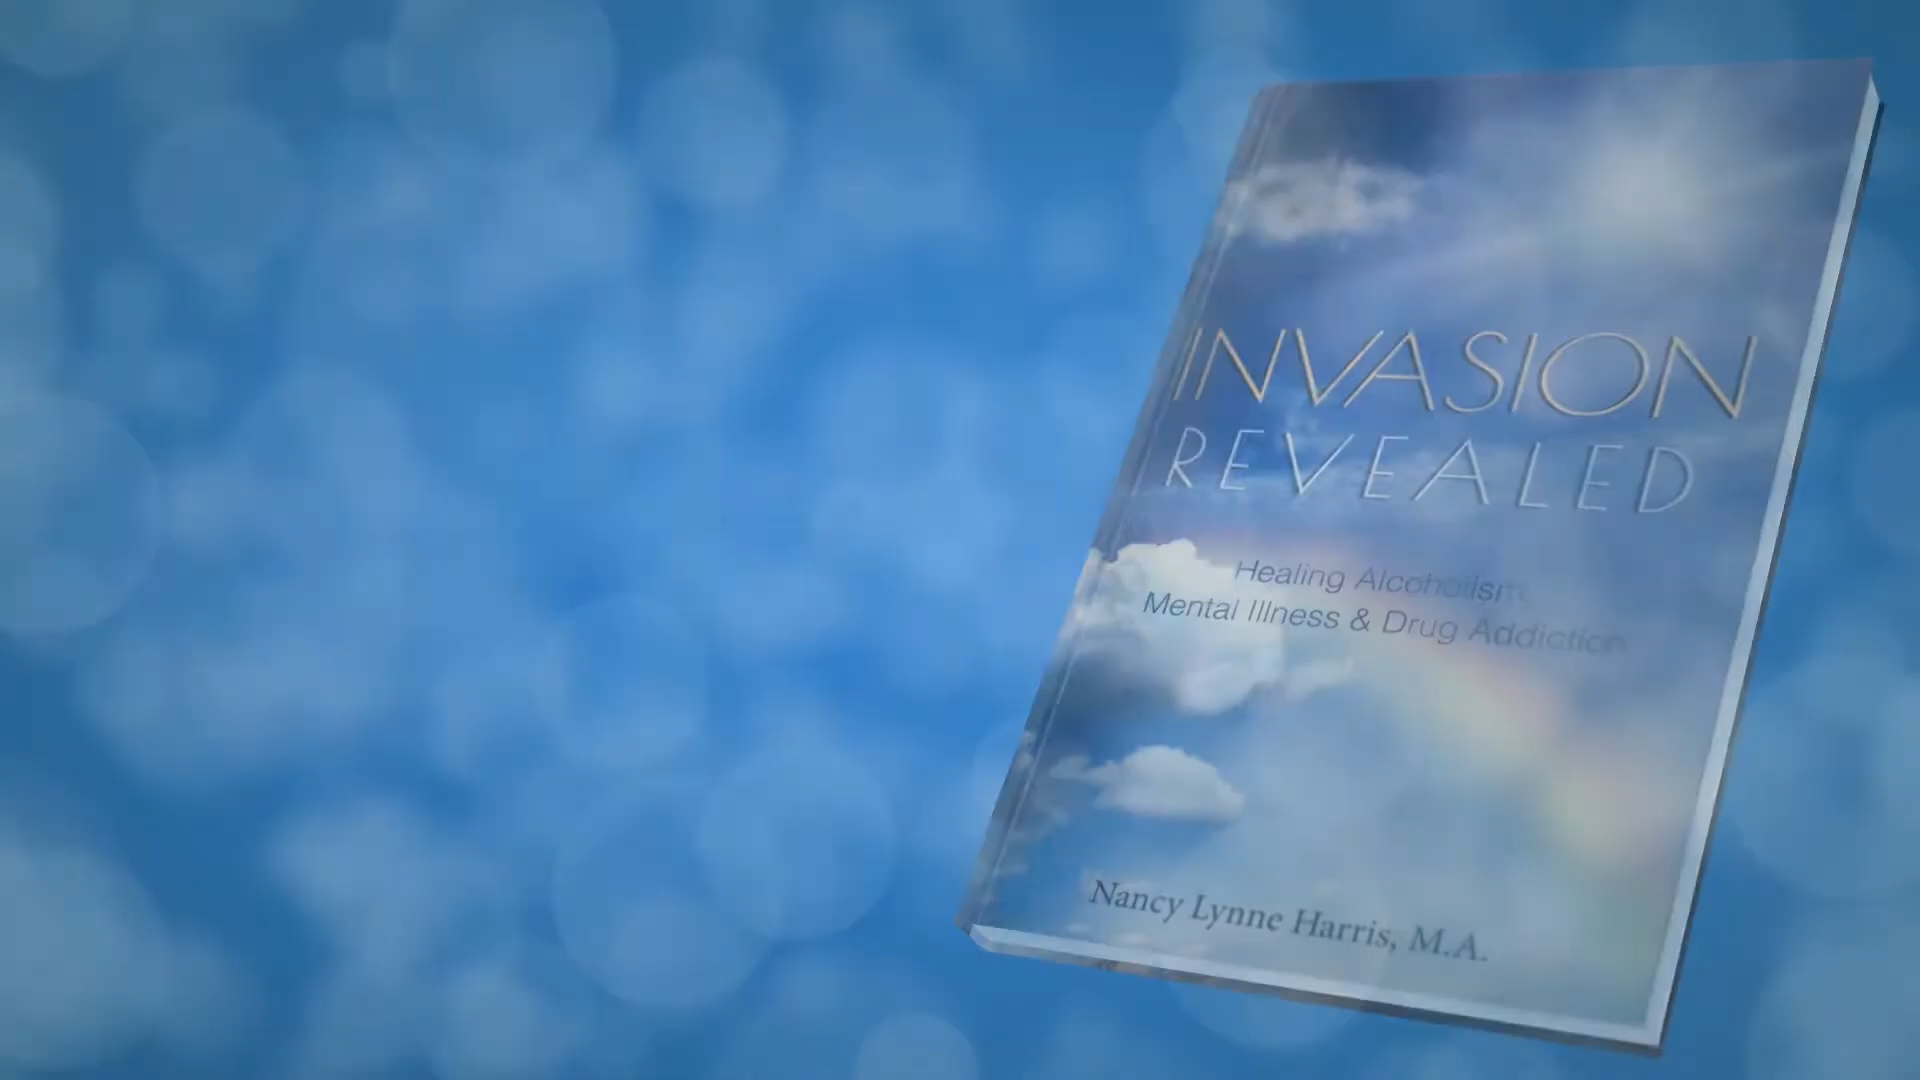 INVASION
REVEALED
Healing Alcoholism,
Mental Illness & Drug Addiction
Nancy Lynne Harris, M.A.